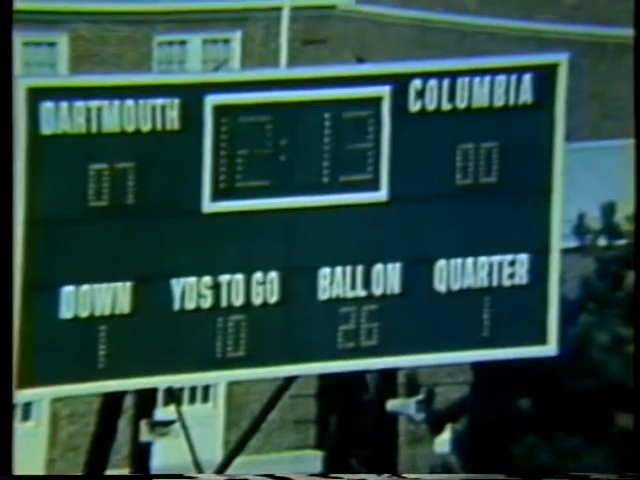 DARTMOUTH 12:13 COLUMBIA
07 00
DOWN YDS TO GO BALL ON QUARTER
1 10 26 1